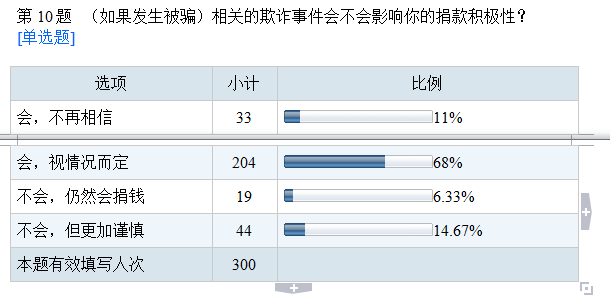 第 10 题 （如果发生被骗）相关的欺诈事件会不会影响你的捐款积极性？
[单选题]
选项 小计 比例
会，不再相信 33 11%
会，视情况而定 204 68%
不会，仍然会捐钱 19 6.33%
不会，但更加谨慎 44 14.67%
本题有效填写人次 300